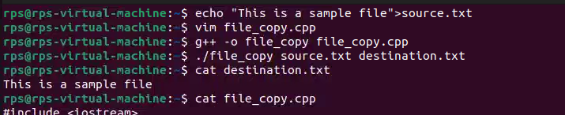 rps@rps-virtual-machine:~$ echo "This is a sample file">source.txt
rps@rps-virtual-machine:~$ vim file_copy.cpp
rps@rps-virtual-machine:~$ g++ -o file_copy file_copy.cpp
rps@rps-virtual-machine:~$ ./file_copy source.txt destination.txt
rps@rps-virtual-machine:~$ cat destination.txt
This is a sample file
rps@rps-virtual-machine:~$ cat file_copy.cpp
#include <iostream>